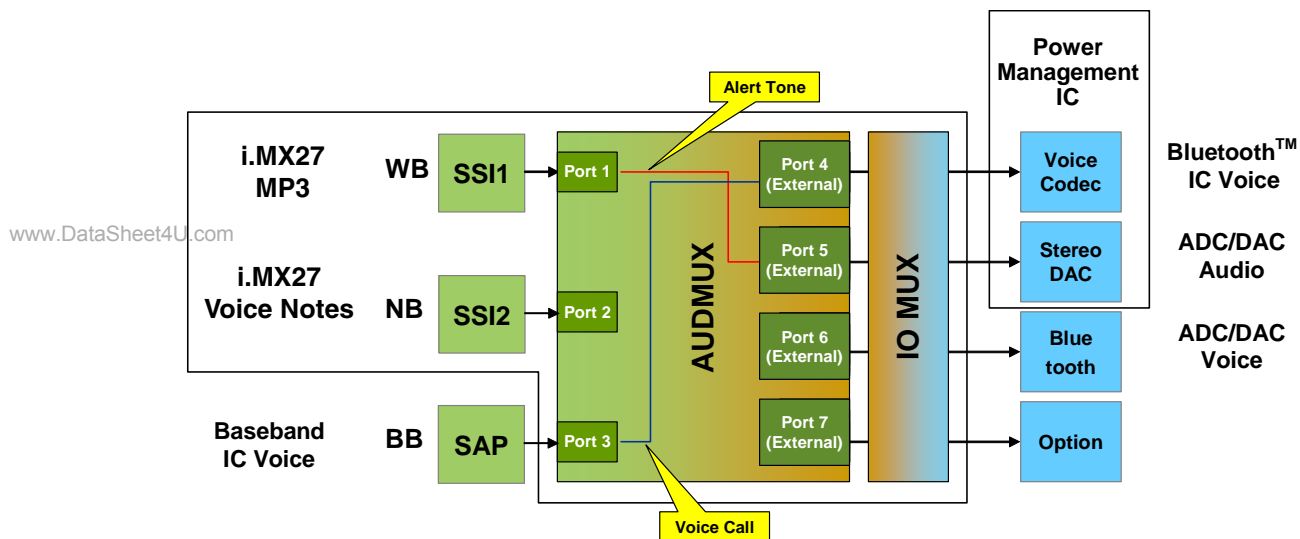 Power
Management
IC
Alert Tone
i.MX27
MP3
WB
SSI1
Port 1
Port 4
(External)
Voice
Codec
Bluetooth™
IC Voice
www.DataSheet4U.com
i.MX27
Voice Notes
NB
SSI2
Port 2
AUDMUX
Port 5
(External)
IO MUX
Stereo
DAC
ADC/DAC
Audio
Port 6
(External)
Blue
tooth
ADC/DAC
Voice
Baseband
IC Voice
BB
SAP
Port 3
Port 7
(External)
Option
Voice Call